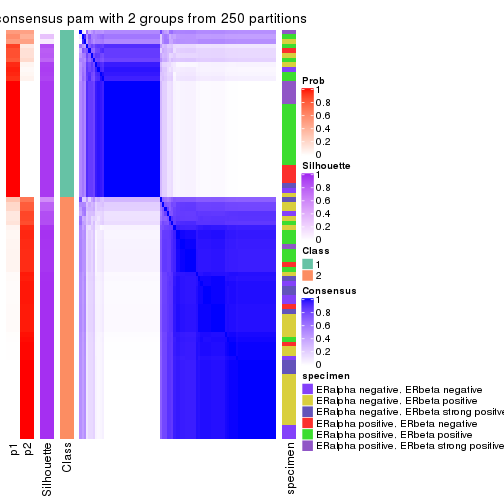 consensus pam with 2 groups from 250 partitions
Prob
1
0.8
0.6
0.4
0.2
0
Silhouette
1
0.8
0.6
0.4
0.2
0
Class
1
2
Consensus
1
0.8
0.6
0.4
0.2
0
specimen
ERalpha negative. ERbeta negative
ERalpha negative. ERbeta positive
ERalpha negative. ERbeta strong positive
ERalpha positive. ERbeta negative
ERalpha positive. ERbeta positive
ERalpha positive. ERbeta strong positive
p1
p2
Silhouette
Class
specimen